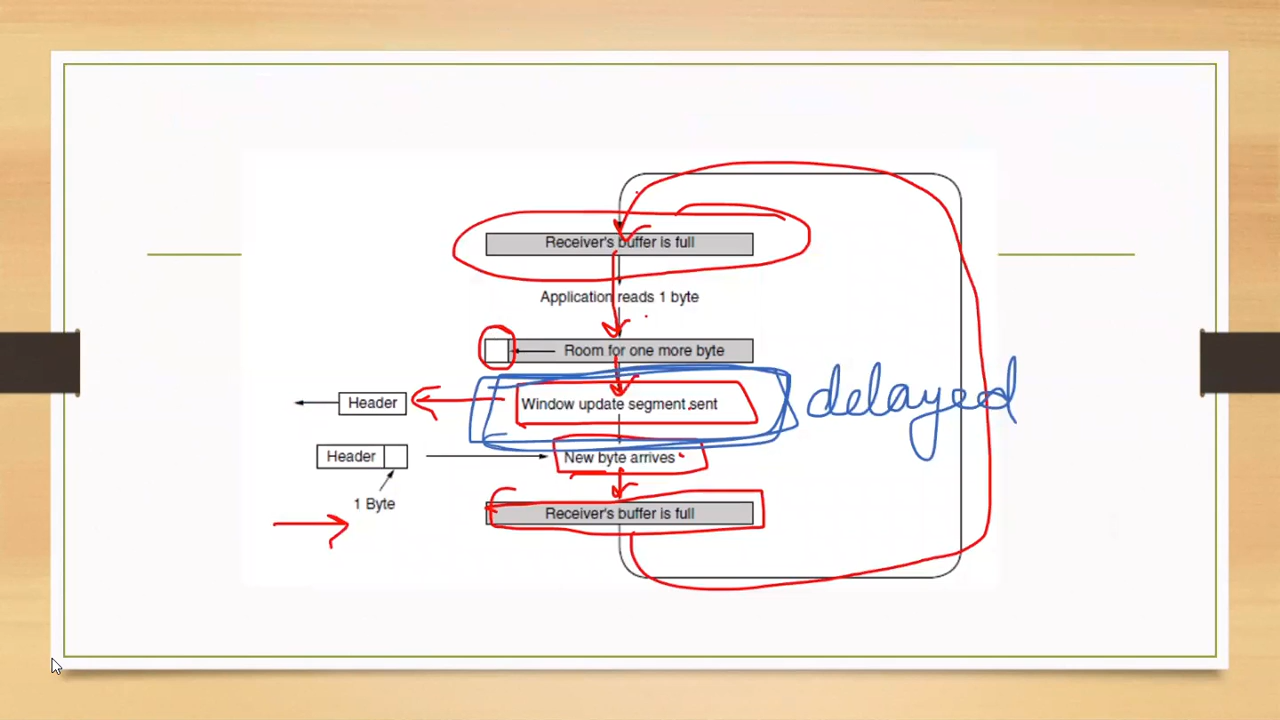 Receiver's buffer is full
Application reads 1 byte
Room for one more byte
Header
Window update segment sent
delayed
Header
New byte arrives
1 Byte
Receiver's buffer is full